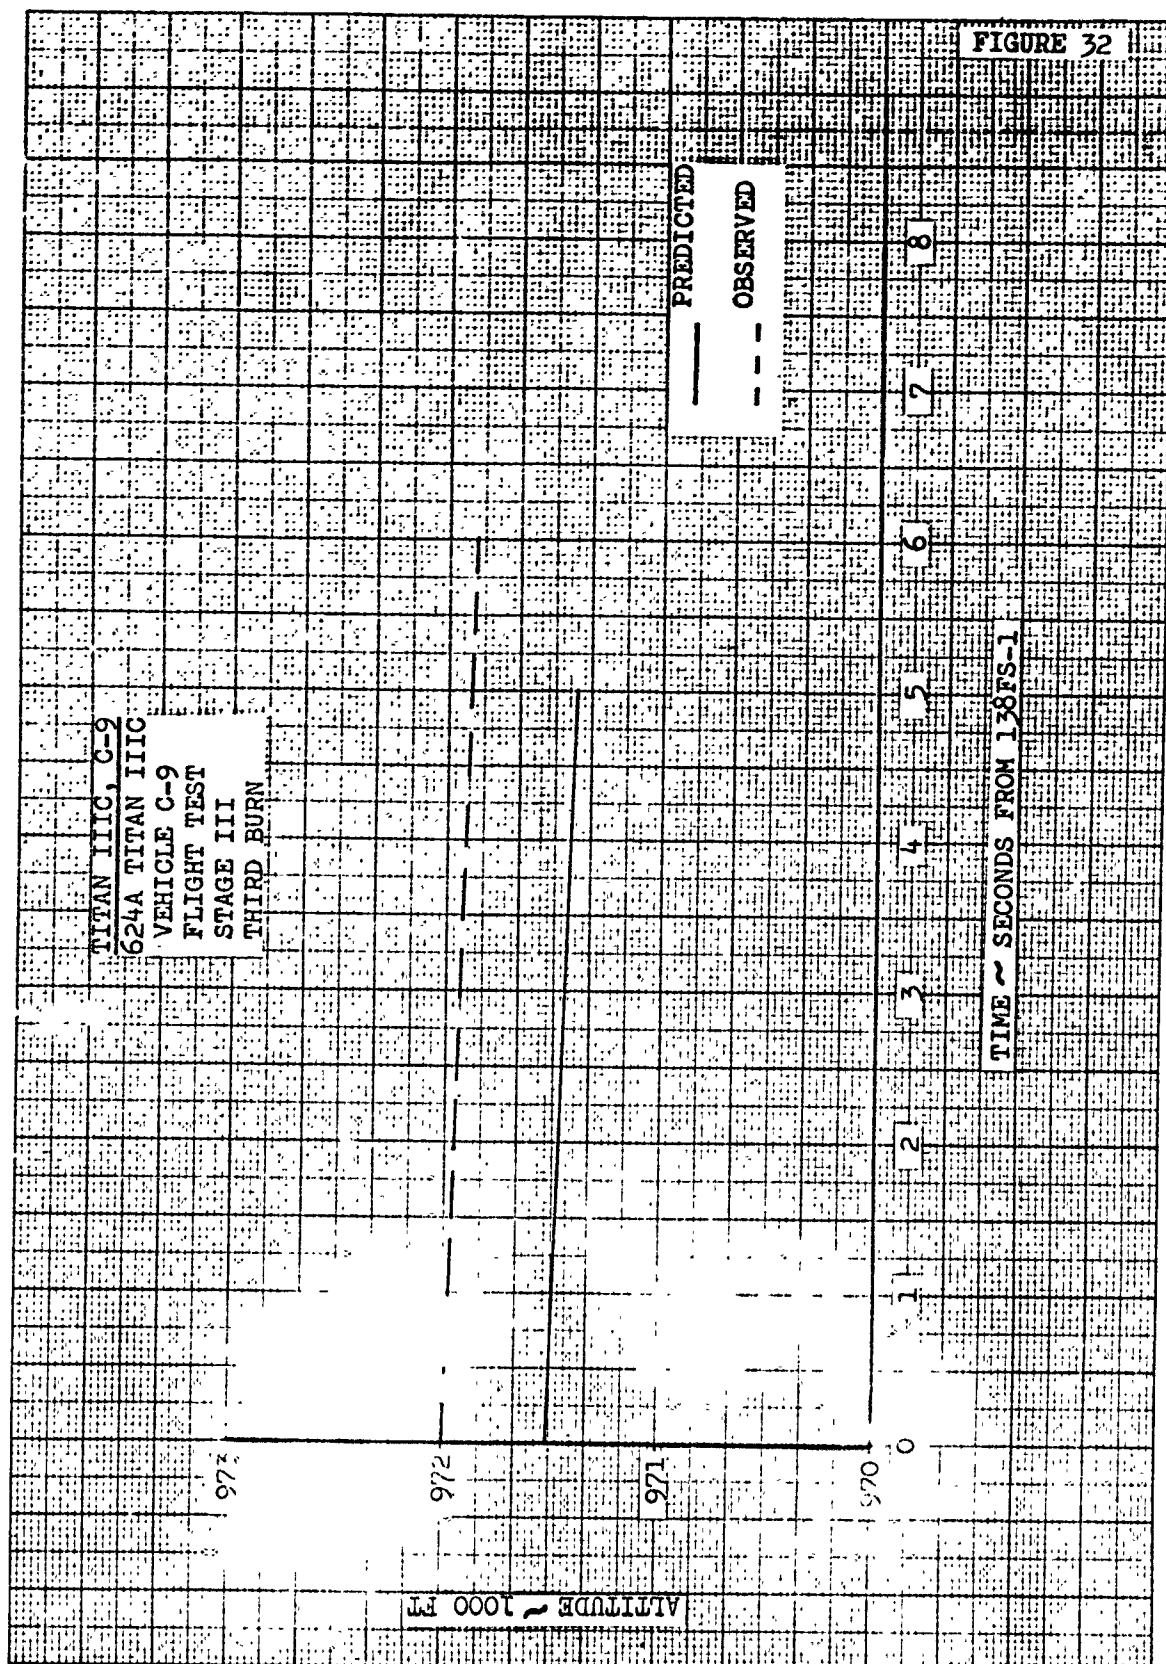 FIGURE 32
TITAN IIIC, C-9
624A TITAN IIIC
VEHICLE C-9
FLIGHT TEST
STAGE III
THIRD BURN
PREDICTED
OBSERVED
973
972
971
970
ALTITUDE ~ 1000 FT
0 1 2 3 4 5 6 7 8
TIME ~ SECONDS FROM 138FS-1